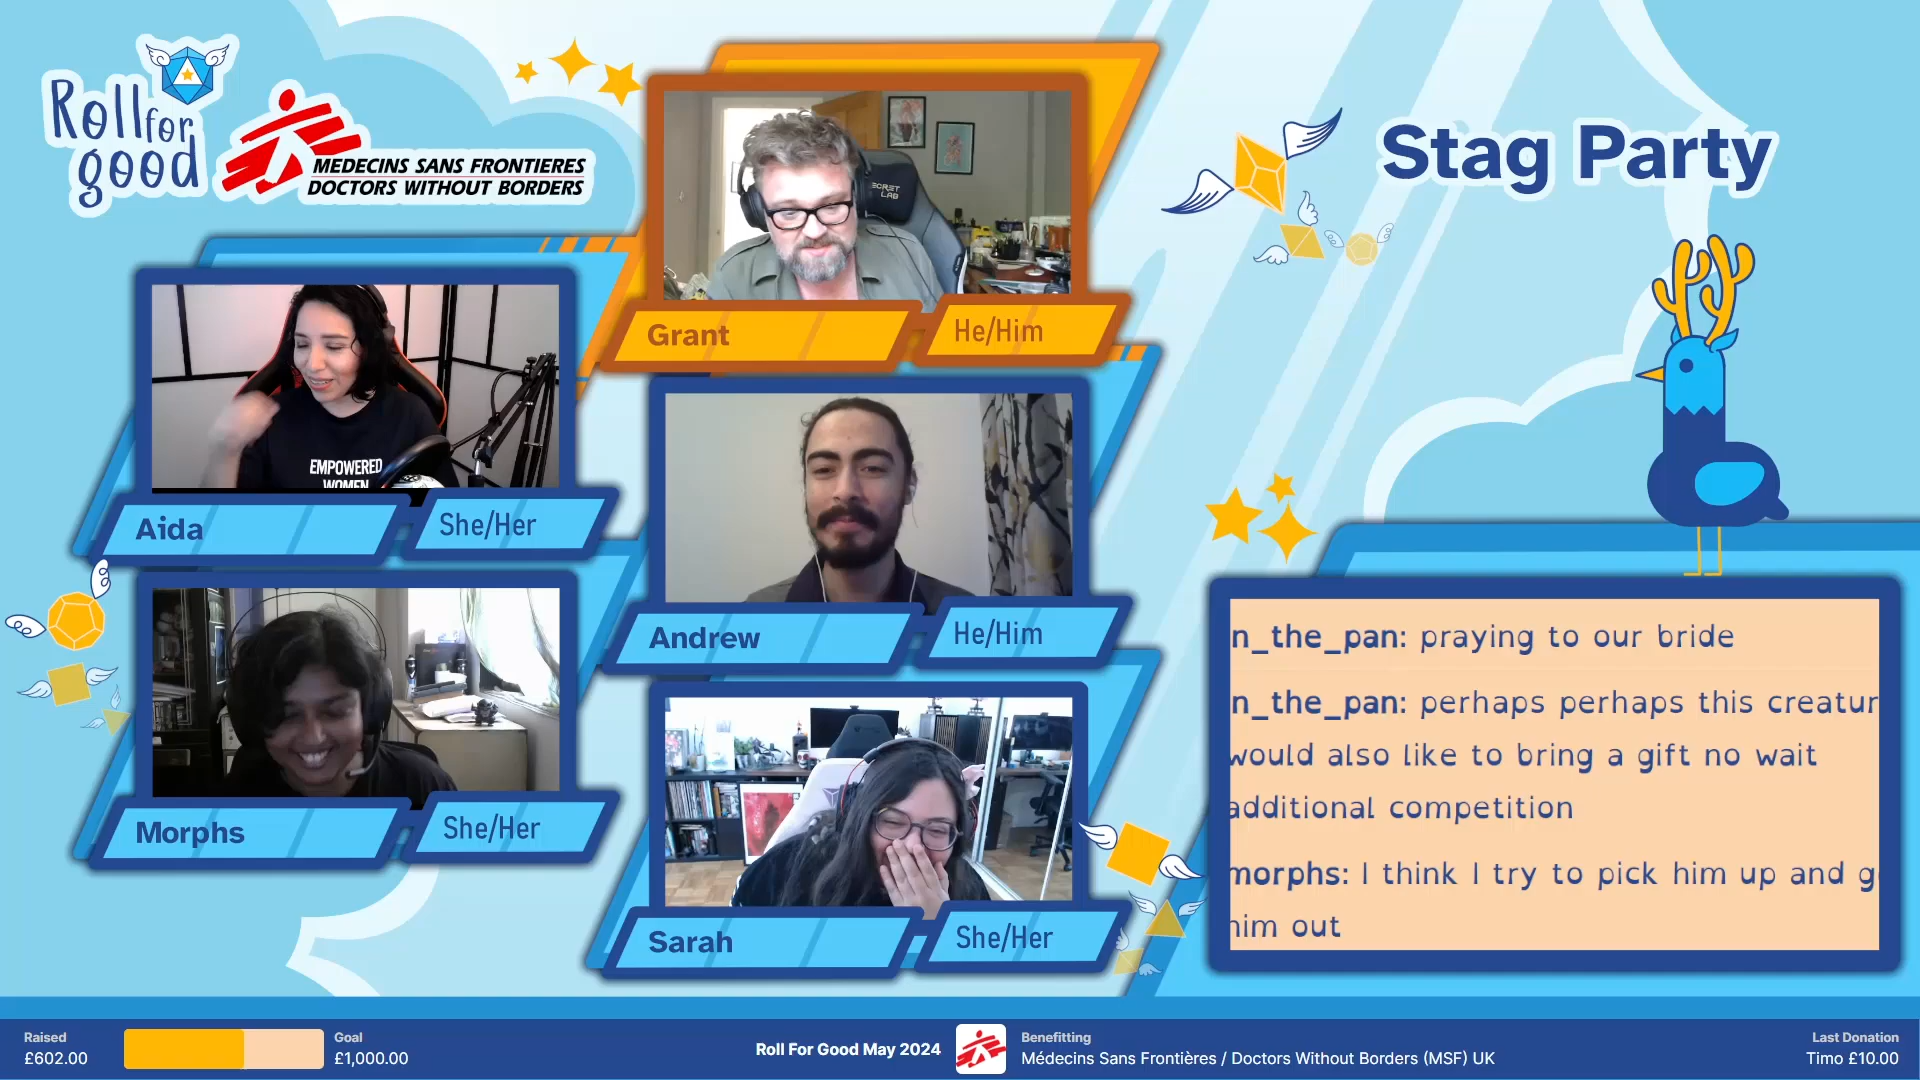 Roll for
good
MEDECINS SANS FRONTIERES
DOCTORS WITHOUT BORDERS
Stag Party
SECRET
LAB
Grant
He/Him
EMPOWERED
WOMEN
Aida
She/Her
Andrew
He/Him
Morphs
She/Her
Sarah
She/Her
n_the_pan: praying to our bride
n_the_pan: perhaps perhaps this creatur
would also like to bring a gift no wait
additional competition
morphs: I think I try to pick him up and g
him out
Raised
£602.00
Goal
£1,000.00
Roll For Good May 2024
Benefitting
Médecins Sans Frontières / Doctors Without Borders (MSF) UK
Last Donation
Timo £10.00